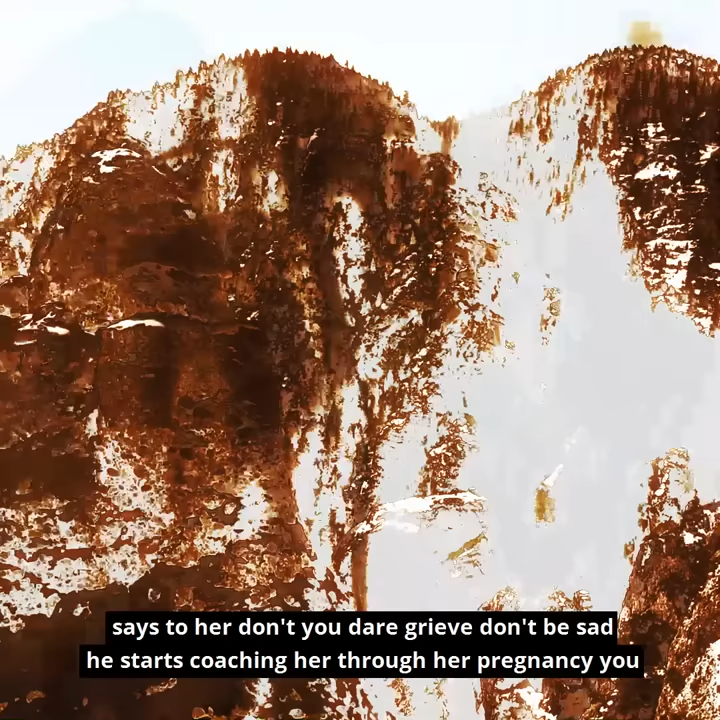 says to her don't you dare grieve don't be sad
he starts coaching her through her pregnancy you